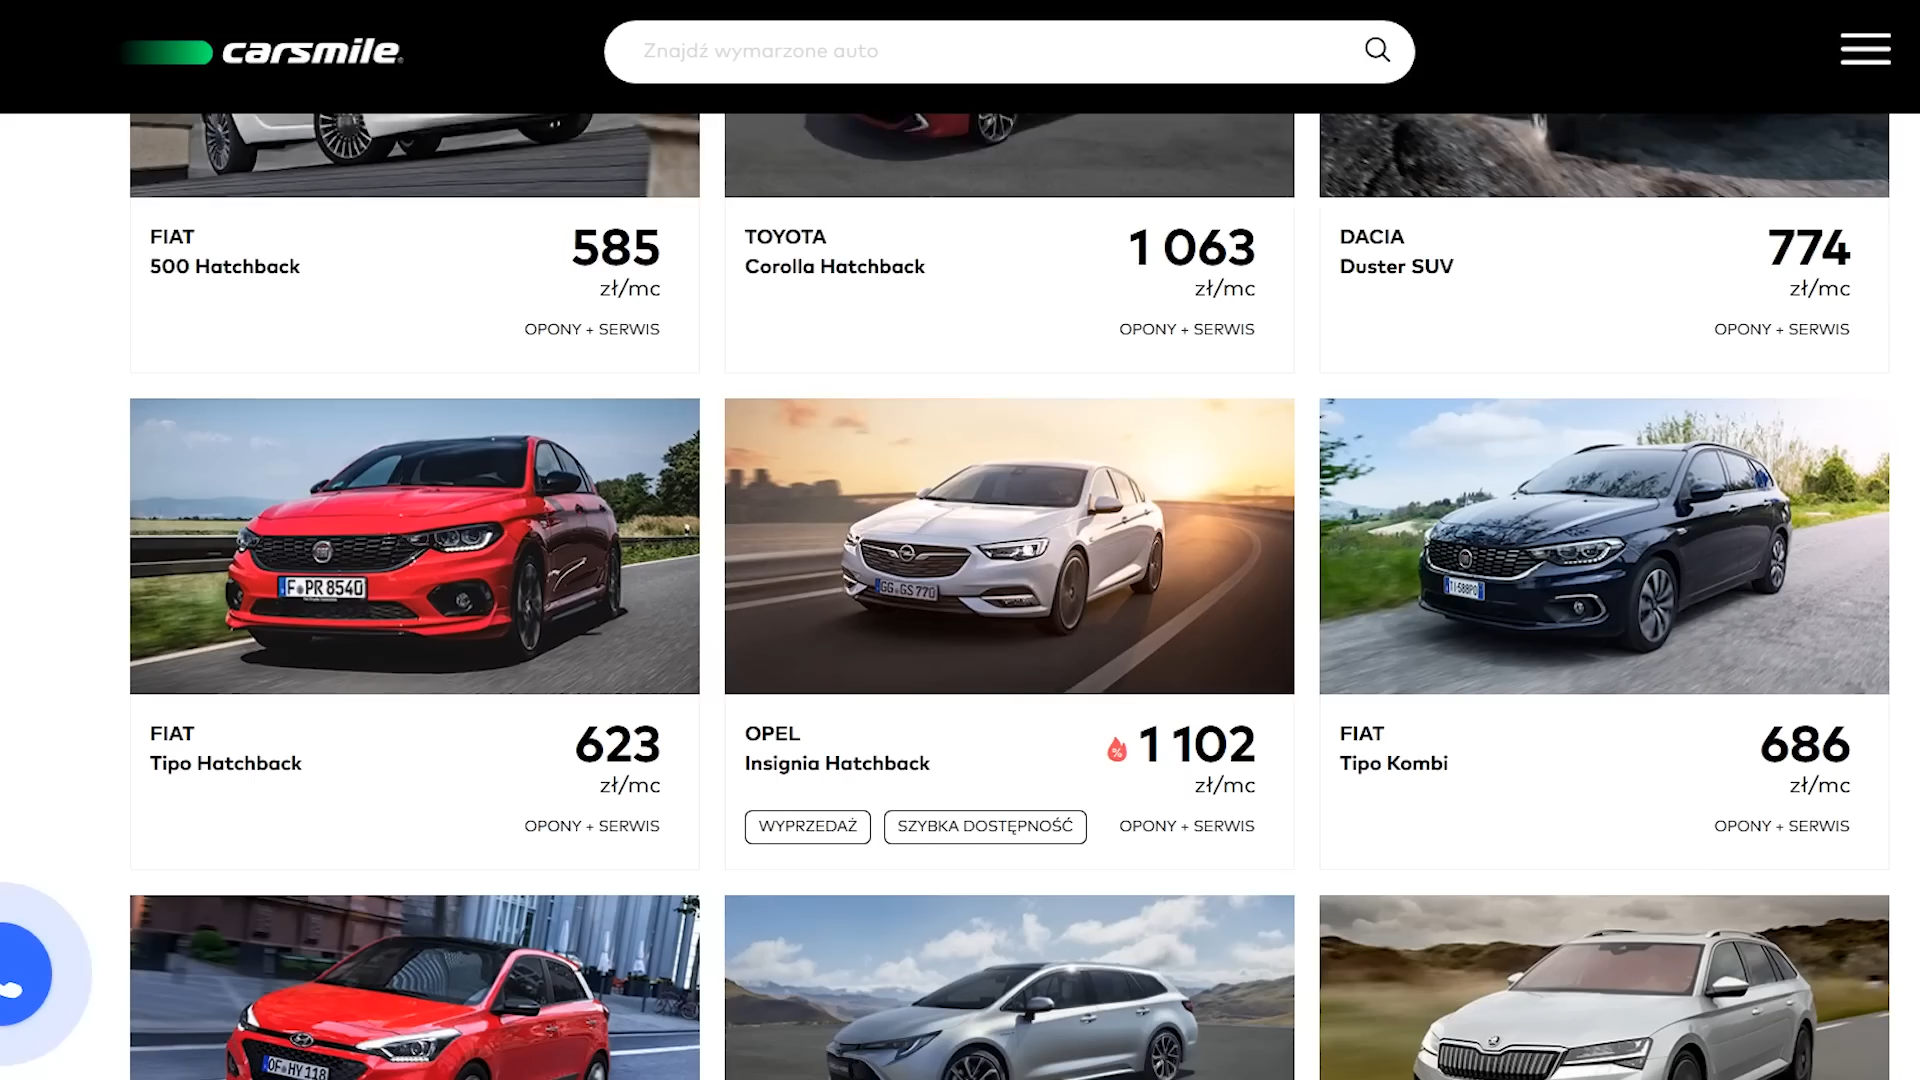 carsmile
Znajdź wymarzone auto
FIAT
500 Hatchback
585
zł/mc
OPONY + SERWIS
TOYOTA
Corolla Hatchback
1 063
zł/mc
OPONY + SERWIS
DACIA
Duster SUV
774
zł/mc
OPONY + SERWIS
F PR 8540
GG GS 770
TI-588PO
FIAT
Tipo Hatchback
623
zł/mc
OPONY + SERWIS
OPEL
Insignia Hatchback
% 1 102
zł/mc
WYPRZEDAŻ
SZYBKA DOSTĘPNOŚĆ
OPONY + SERWIS
FIAT
Tipo Kombi
686
zł/mc
OPONY + SERWIS
OF HY 118